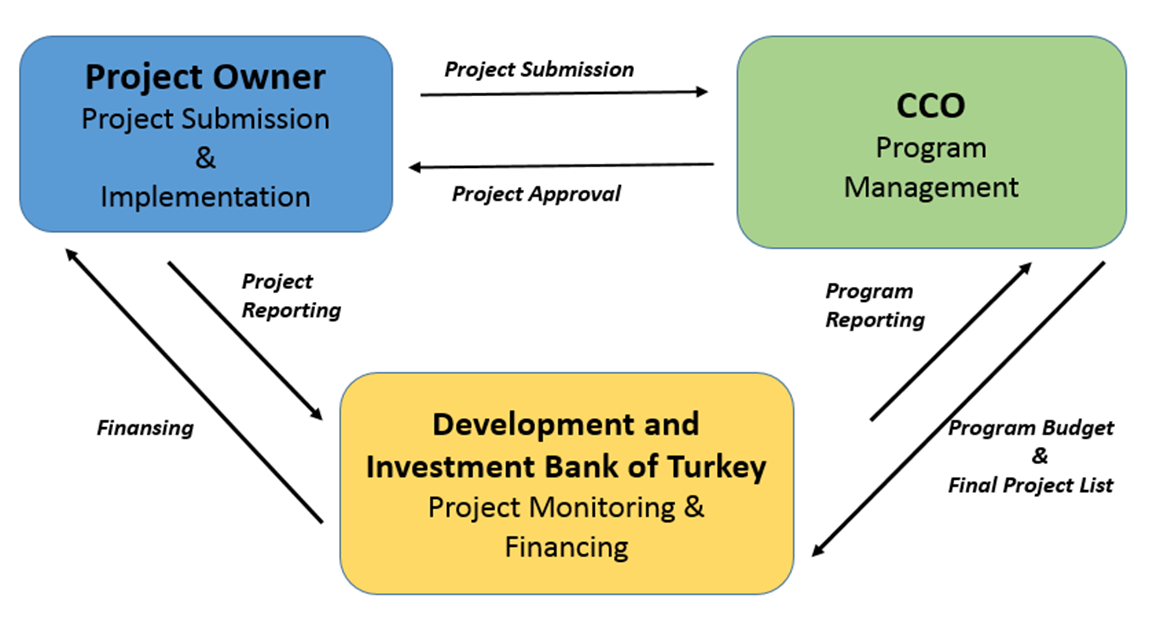 Project Owner
Project Submission
&
Implementation
Project Submission
Project Approval
CCO
Program
Management
Project
Reporting
Finansing
Program
Reporting
Program Budget
&
Final Project List
Development and
Investment Bank of Turkey
Project Monitoring &
Financing